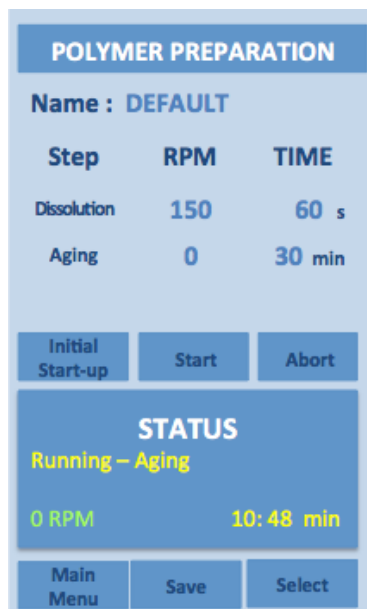 POLYMER PREPARATION
Name : DEFAULT
Step RPM TIME
Dissolution 150 60 s
Aging 0 30 min
Initial
Start-up
Start
Abort
STATUS
Running – Aging
0 RPM 10: 48 min
Main
Menu
Save
Select